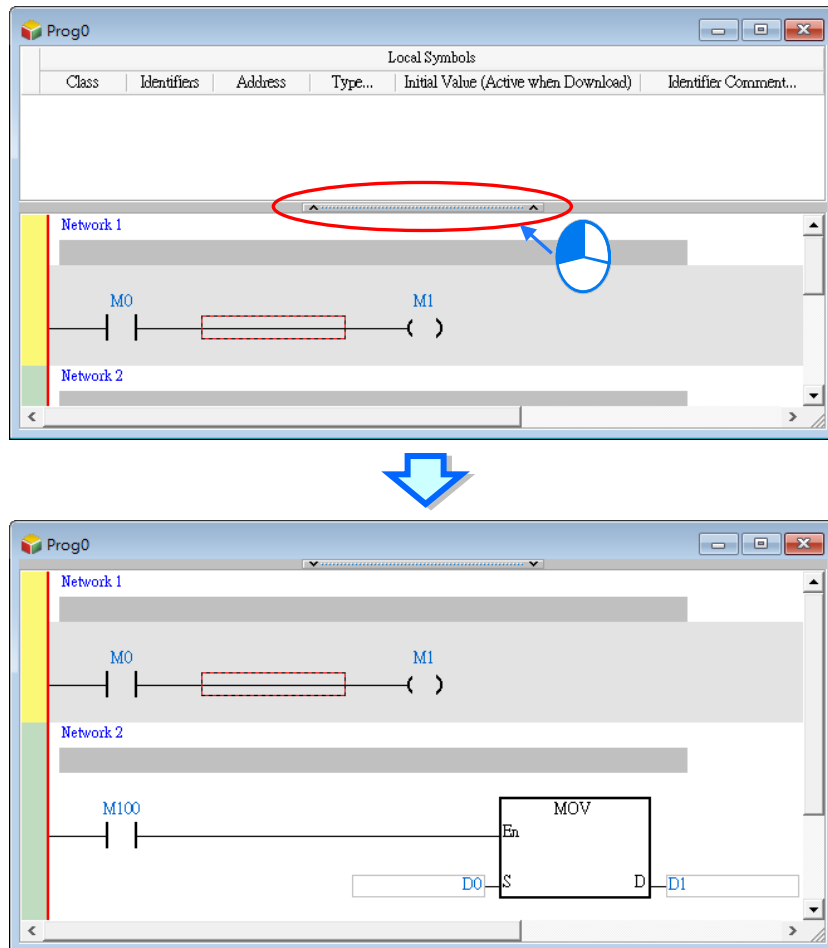 Prog0
Local Symbols
Class Identifiers Address Type... Initial Value (Active when Download) Identifier Comment...
Network 1
M0 M1
Network 2
Prog0
Network 1
M0 M1
Network 2
M100 MOV
En
D0 S D D1